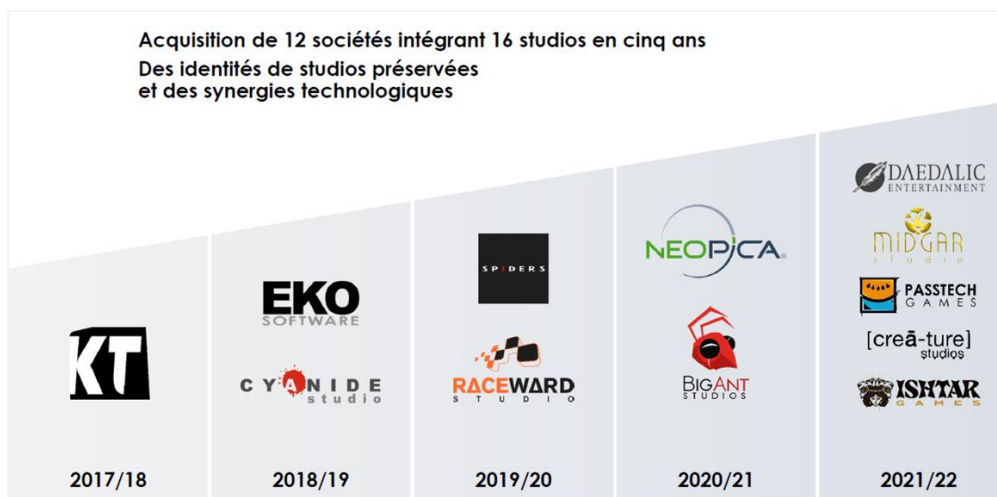 Acquisition de 12 sociétés intégrant 16 studios en cinq ans
Des identités de studios préservées
et des synergies technologiques
KT
2017/18
EKO
SOFTWARE
CYANIDE
studio
2018/19
SPIDERS
RACEWARD
STUDIO
2019/20
NEOPICA®
BIGANT
STUDIOS
2020/21
DAEDALIC
ENTERTAINMENT
MIDGAR
studio
PASSTECH
GAMES
[creā-ture]
studios
ISHTAR
GAMES
2021/22